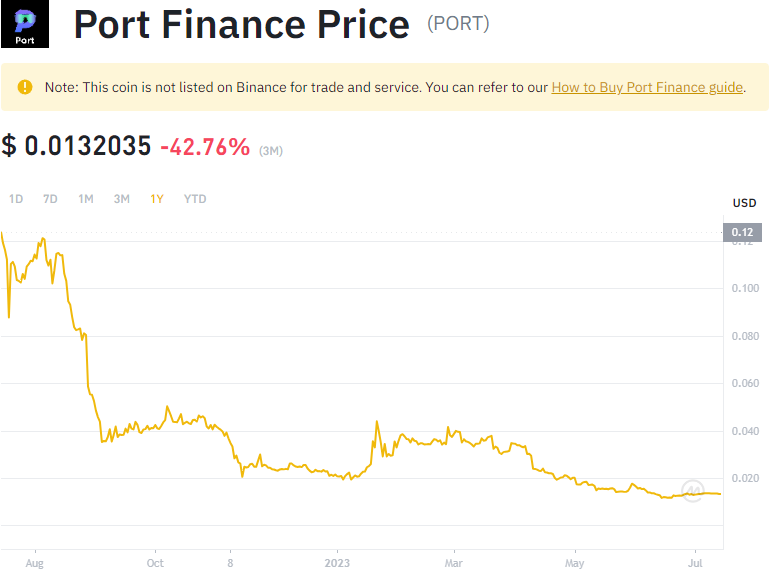 Port
Port Finance Price (PORT)
Note: This coin is not listed on Binance for trade and service. You can refer to our How to Buy Port Finance guide.
$ 0.0132035 -42.76% (3M)
1D 7D 1M 3M 1Y YTD
USD
0.12
0.12
0.100
0.080
0.060
0.040
0.020
Aug Oct 8 2023 Mar May Jul